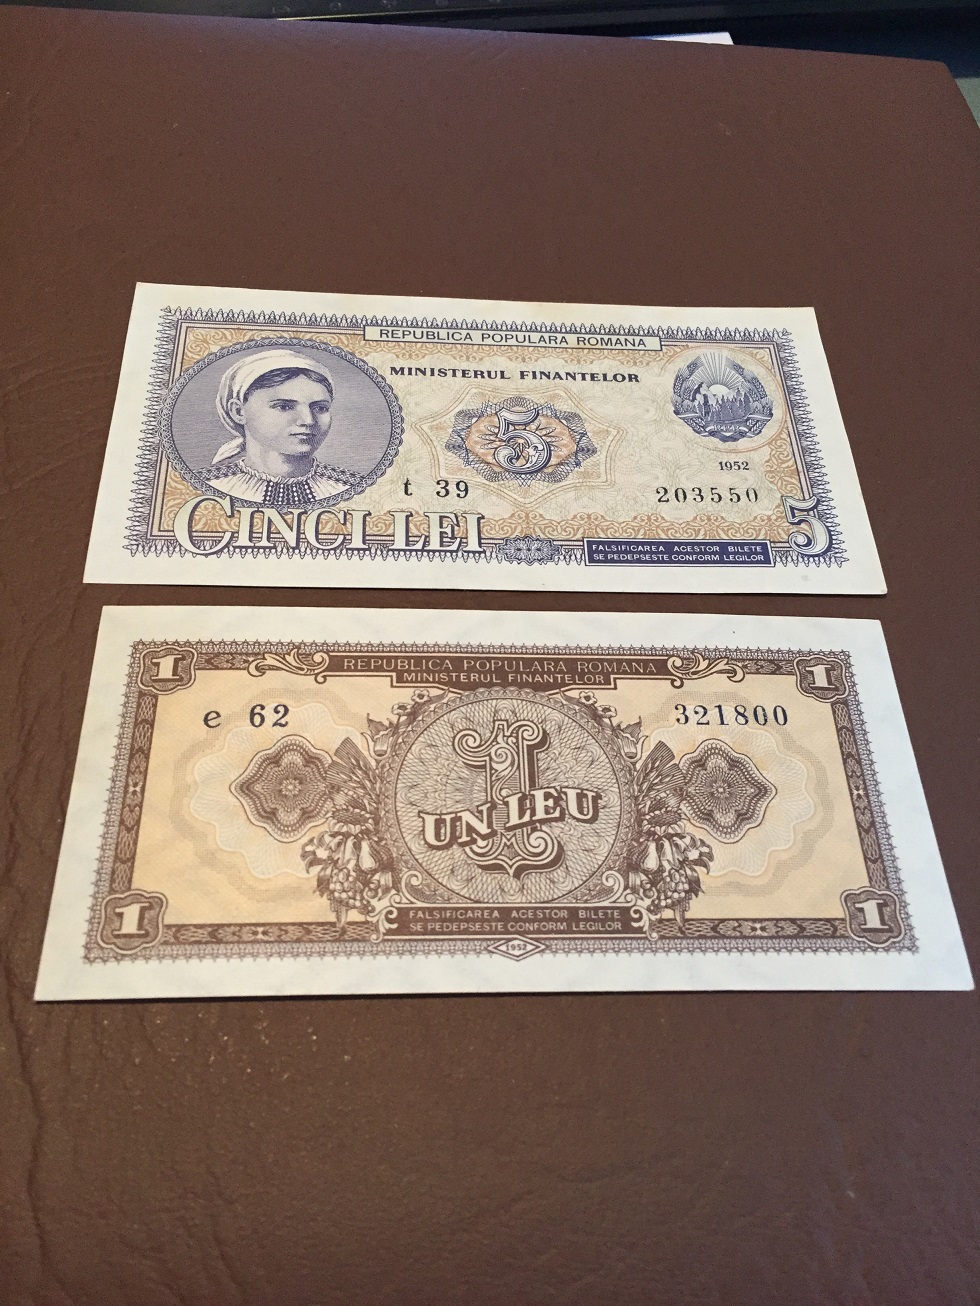 REPUBLICA POPULARA ROMANA
MINISTERUL FINANTELOR
5
1952
t 39
203550
CINCI LEI
5
FALSIFICAREA ACESTOR BILETE
SE PEDEPSESTE CONFORM LEGILOR
1
REPUBLICA POPULARA ROMANA
1
MINISTERUL FINANTELOR
e 62
321800
1
UN LEU
FALSIFICAREA ACESTOR BILETE
SE PEDEPSESTE CONFORM LEGILOR
1
1952
1